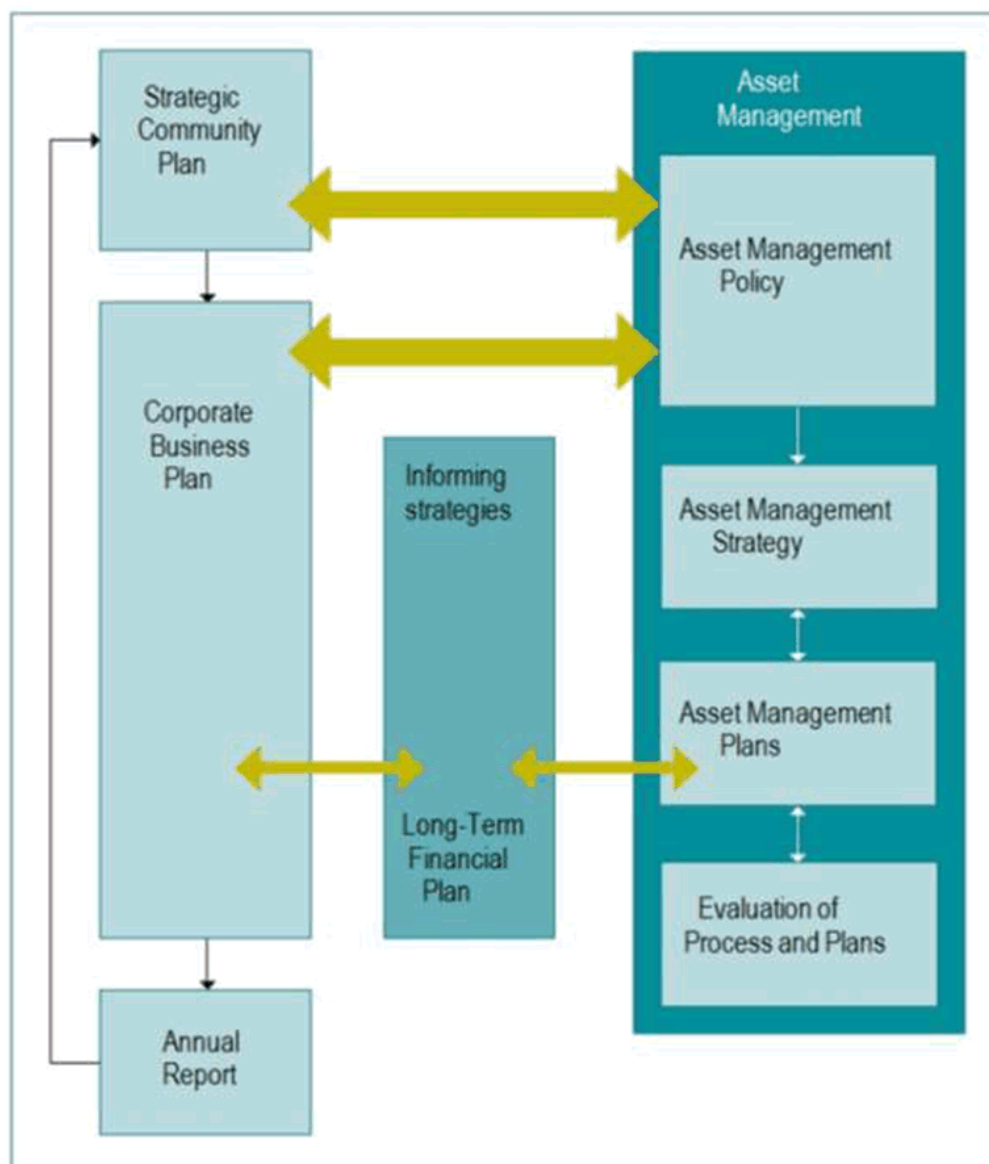 Strategic
Community
Plan
Corporate
Business
Plan
Annual
Report
Informing
strategies
Long-Term
Financial
Plan
Asset
Management
Asset Management
Policy
Asset Management
Strategy
Asset Management
Plans
Evaluation of
Process and Plans